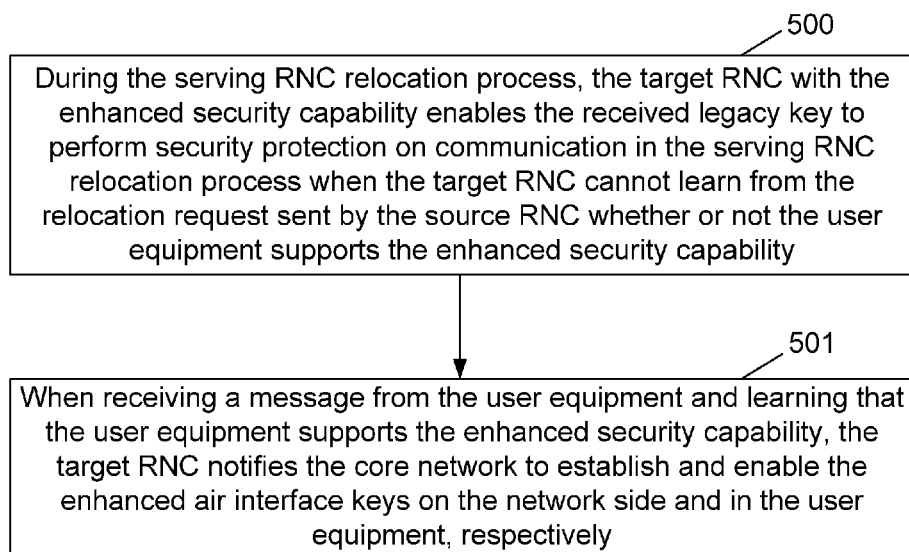 500
During the serving RNC relocation process, the target RNC with the
enhanced security capability enables the received legacy key to
perform security protection on communication in the serving RNC
relocation process when the target RNC cannot learn from the
relocation request sent by the source RNC whether or not the user
equipment supports the enhanced security capability
501
When receiving a message from the user equipment and learning that
the user equipment supports the enhanced security capability, the
target RNC notifies the core network to establish and enable the
enhanced air interface keys on the network side and in the user
equipment, respectively